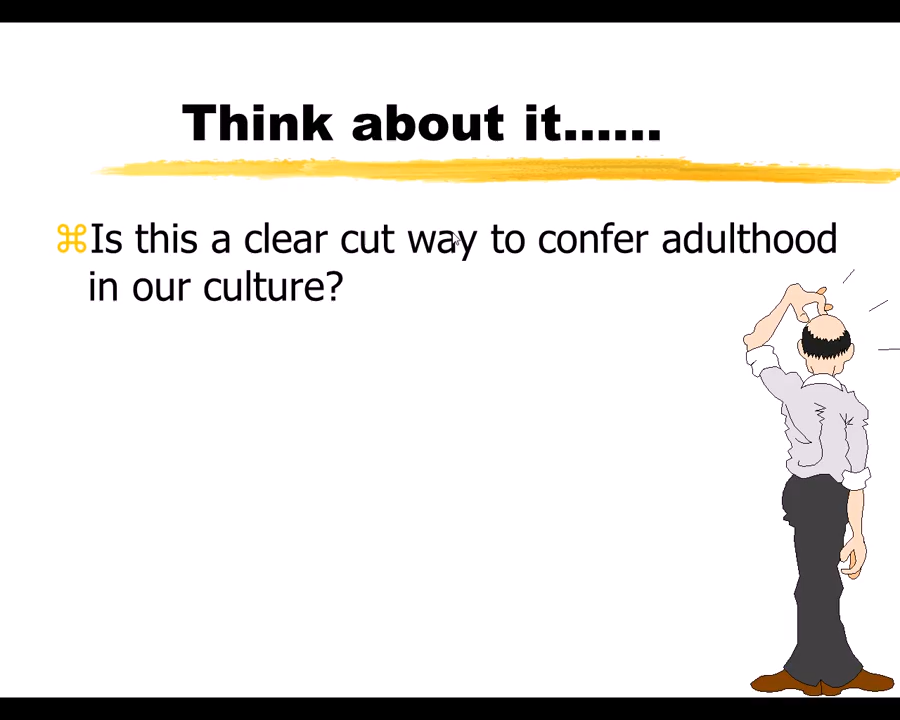 Think about it......
⌘Is this a clear cut way to confer adulthood
in our culture?